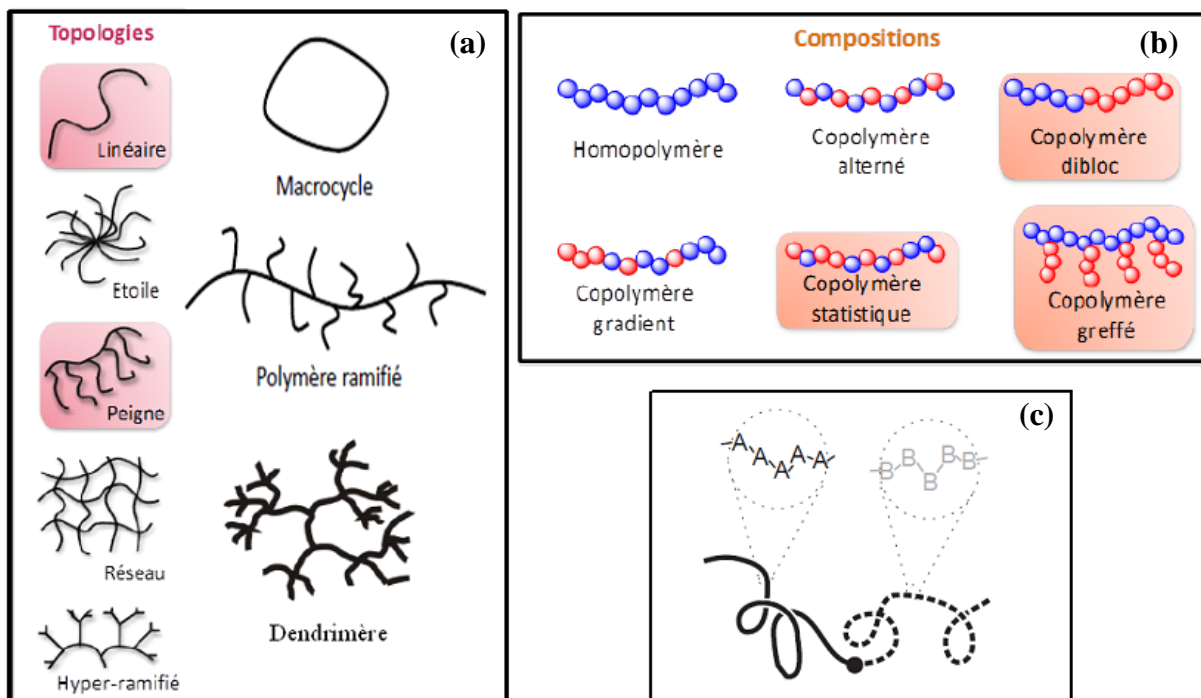 Topologies
(a)
Linéaire
Macrocycle
Etoile
Polymère ramifié
Peigne
Réseau
Dendrimère
Hyper-ramifié
Compositions
(b)
Homopolymère
Copolymère
alterné
Copolymère
dibloc
Copolymère
gradient
Copolymère
statistique
Copolymère
greffé
(c)
A A A A A
B B B B B